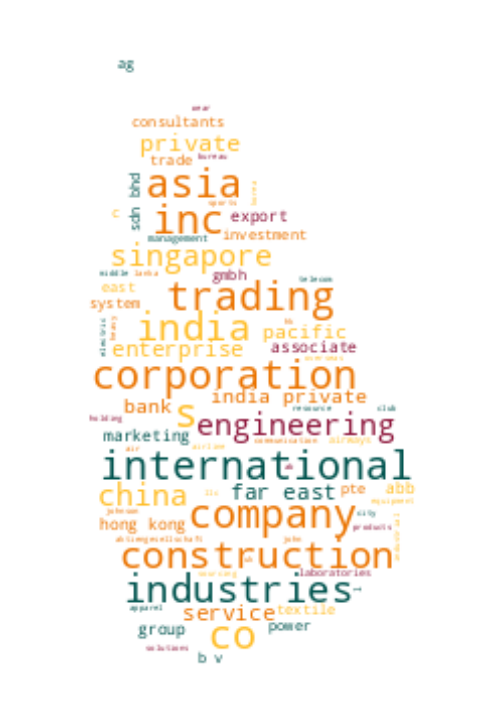 ag
wear
consultants
private
trade bureau
asia
sdn bhd
sports
inc export
c
management investment
singapore
middle lanka gmbh telecom
east
trading
system
india pacific
electric
enterprise associate
corporation
india private
bank s resource club
holding
engineering
marketing
communication airways
air airline
international
china far east pte abb
llc equipment
johnson company city
hong kong products
aktiengesellschaft john
construction
uk
laboratories
industries
apparel service textile
group co power
solutions
b v